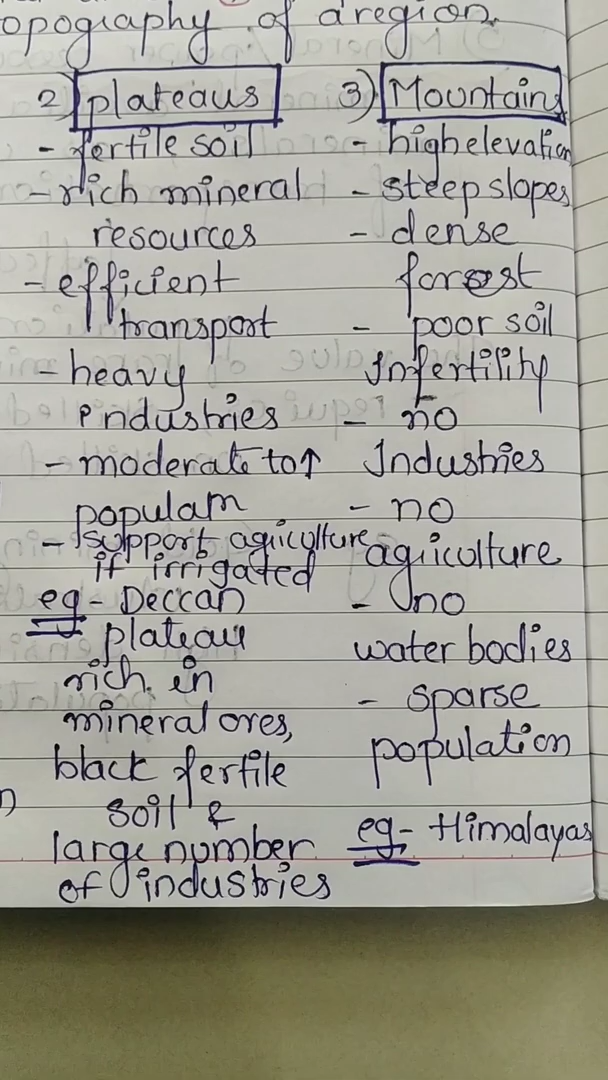 opography of a region.
2) plateaus
- fertile soil
- rich mineral
resources
- efficient
transport
- heavy
industries
- moderate to↑
populam
- support agriculture
if irrigated
eg - Deccan
plateau
rich in
mineral ores,
black fertile
soil &
large number
of industries
3) Mountains
- high elevation
- steep slopes
- dense
forest
- poor soil
Infertility
- no
Industries
- no
agriculture
- no
water bodies
- sparse
population
eg - Himalayas